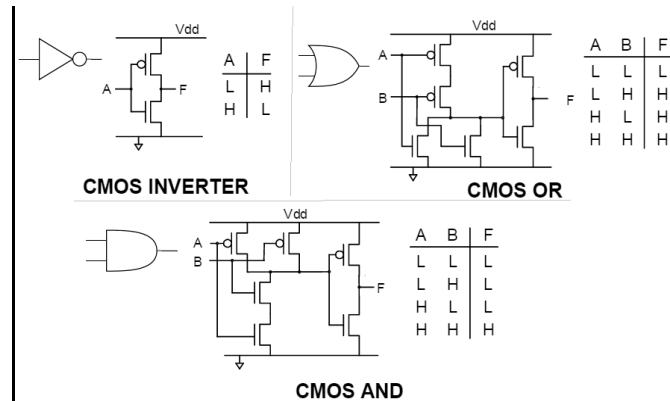 Vdd
A
F
A F
L H
H L
CMOS INVERTER
Vdd
A
B
F
A B F
L L L
L H H
H L H
H H H
CMOS OR
Vdd
A
B
F
A B F
L L L
L H L
H L L
H H H
CMOS AND